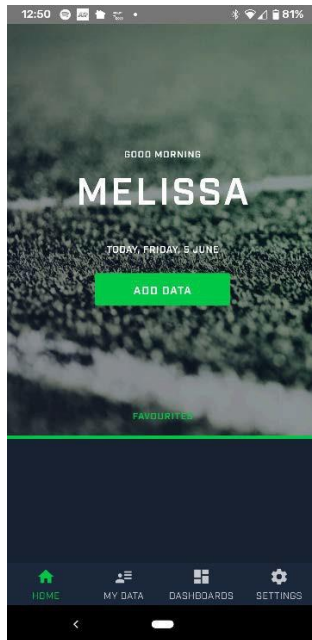 12:50 81%
GOOD MORNING
MELISSA
TODAY, FRIDAY, 5 JUNE
ADD DATA
FAVOURITES
HOME MY DATA DASHBOARDS SETTINGS